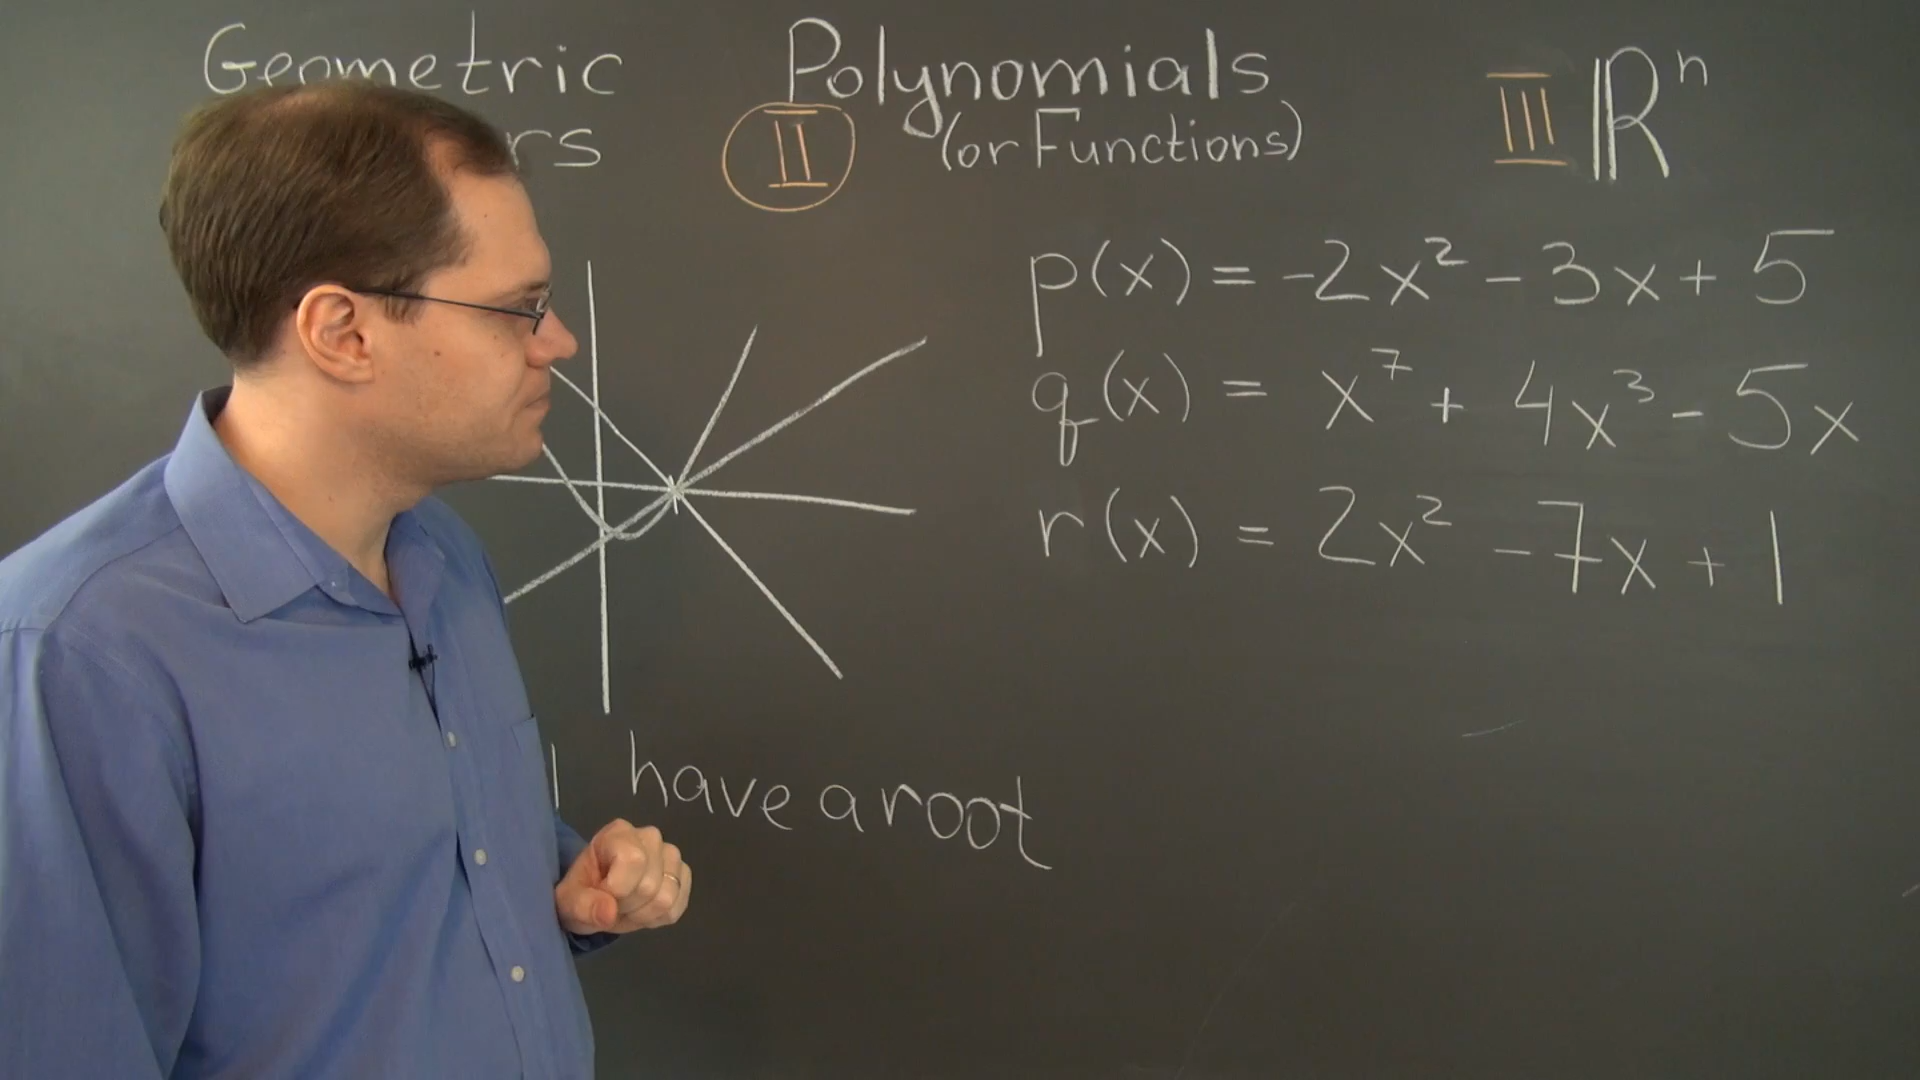 Geometric
rs
II
Polynomials
(or Functions)
III ℝⁿ
p(x) = -2x² - 3x + 5
q(x) = x⁷ + 4x³ - 5x
r(x) = 2x² - 7x + 1
have a root